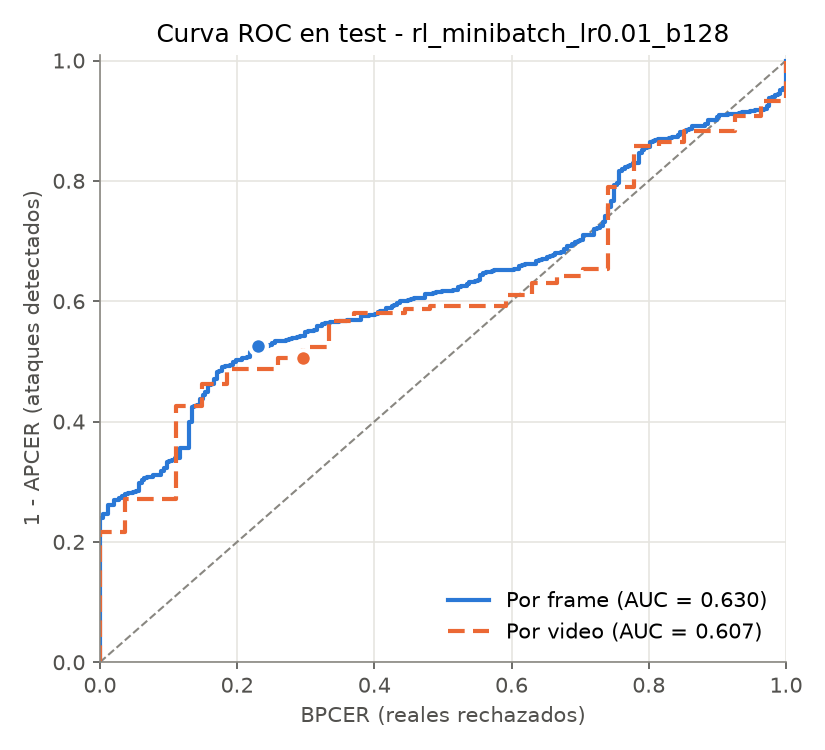 Curva ROC en test - rl_minibatch_lr0.01_b128
1 - APCER (ataques detectados)
1.0
0.8
0.6
0.4
0.2
0.0
Por frame (AUC = 0.630)
Por video (AUC = 0.607)
0.0 0.2 0.4 0.6 0.8 1.0
BPCER (reales rechazados)